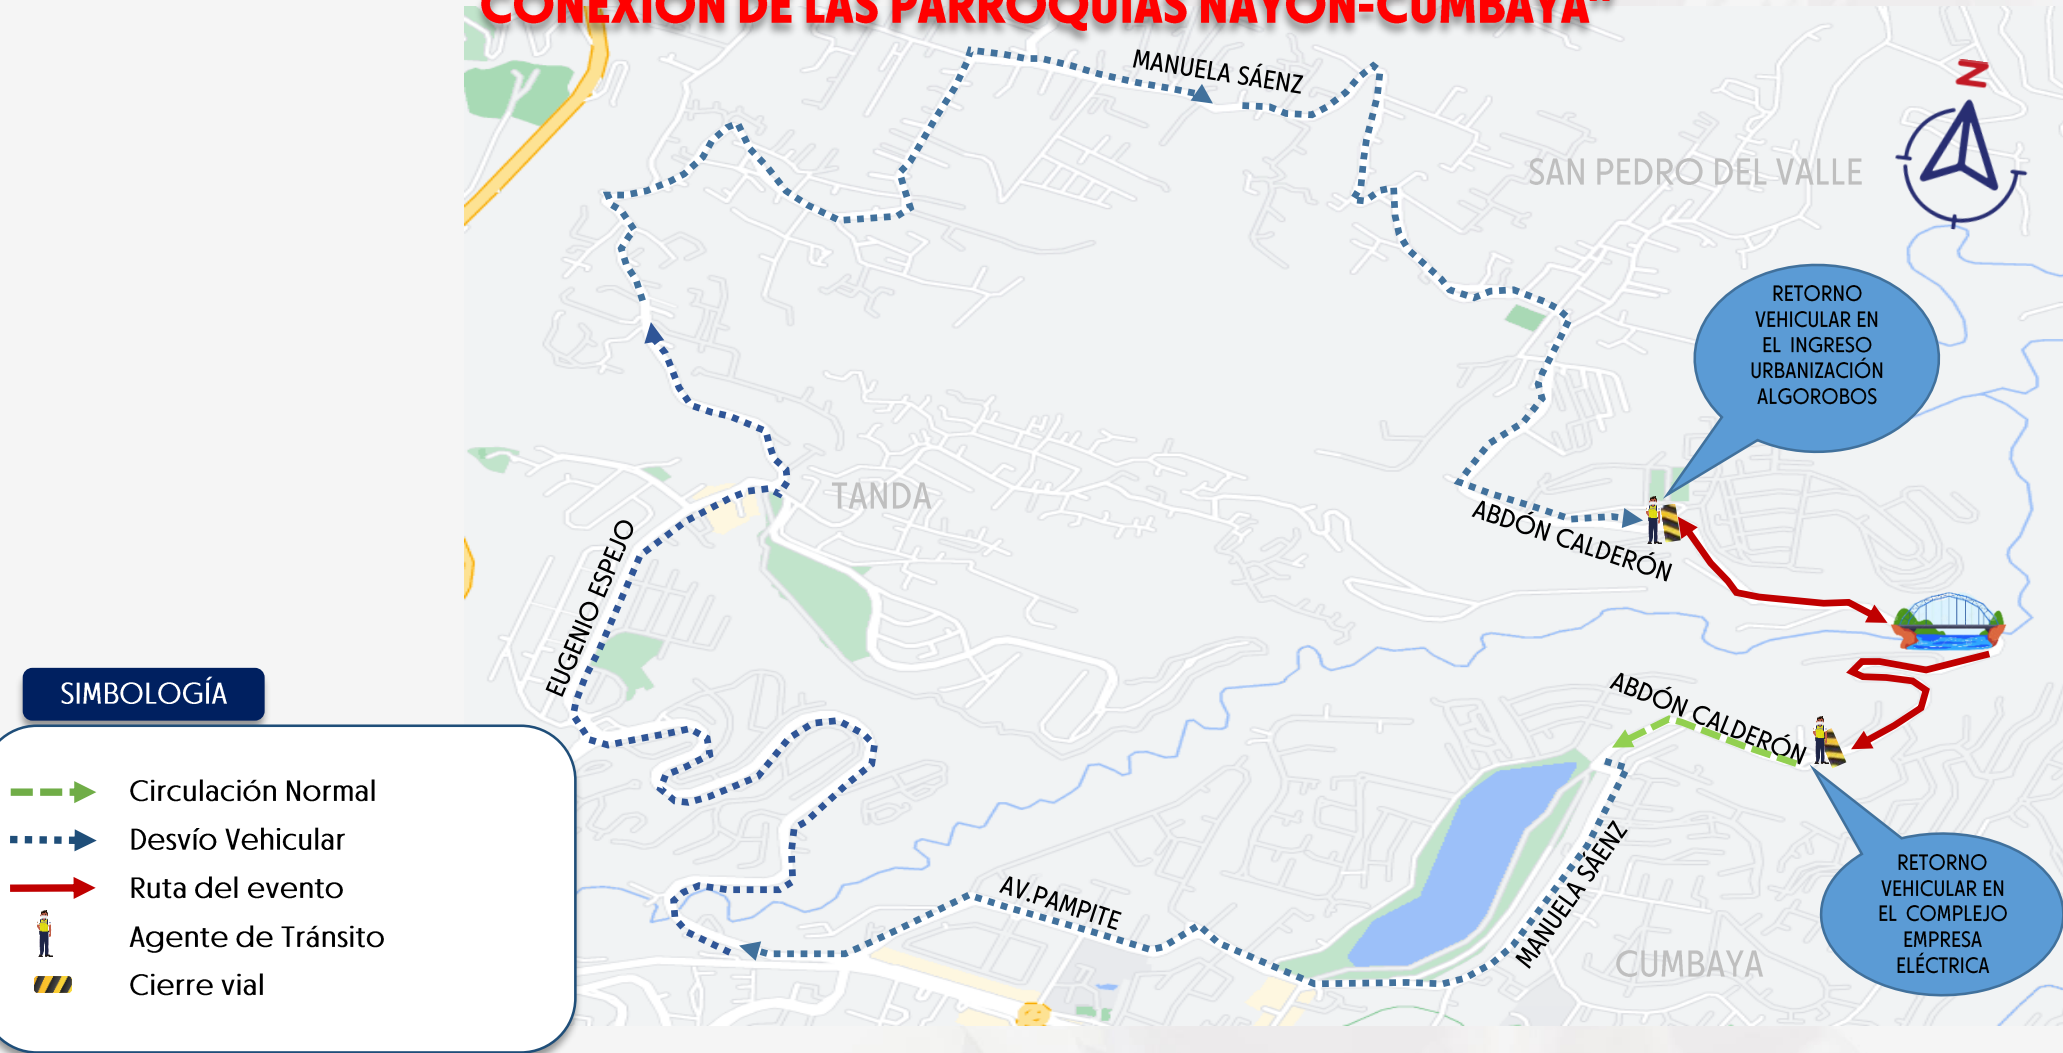 CONEXIÓN DE LAS PARROQUIAS NAYÓN-CUMBAYÁ"
MANUELA SÁENZ
N
SAN PEDRO DEL VALLE
RETORNO
VEHICULAR EN
EL INGRESO
URBANIZACIÓN
ALGOROBOS
TANDA
ABDÓN CALDERÓN
EUGENIO ESPEJO
ABDÓN CALDERÓN
MANUELA SÁENZ
AV.PAMPITE
CUMBAYA
RETORNO
VEHICULAR EN
EL COMPLEJO
EMPRESA
ELÉCTRICA
SIMBOLOGÍA
Circulación Normal
Desvío Vehicular
Ruta del evento
Agente de Tránsito
Cierre vial